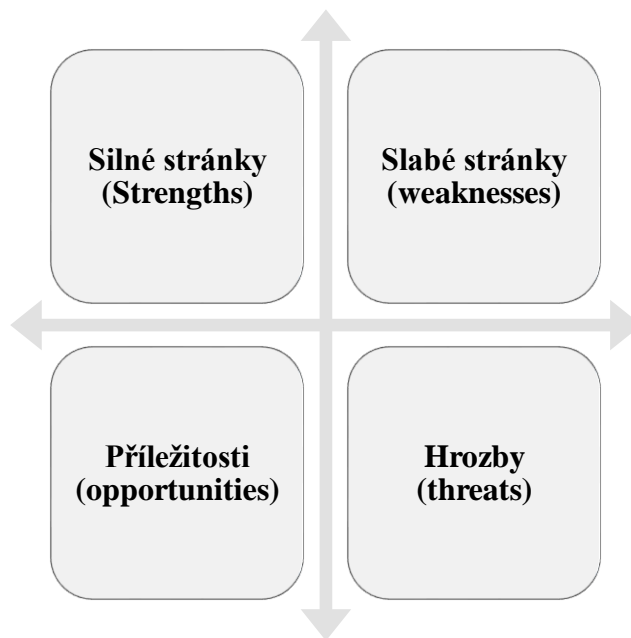 Silné stránky
(Strengths)
Slabé stránky
(weaknesses)
Příležitosti
(opportunities)
Hrozby
(threats)